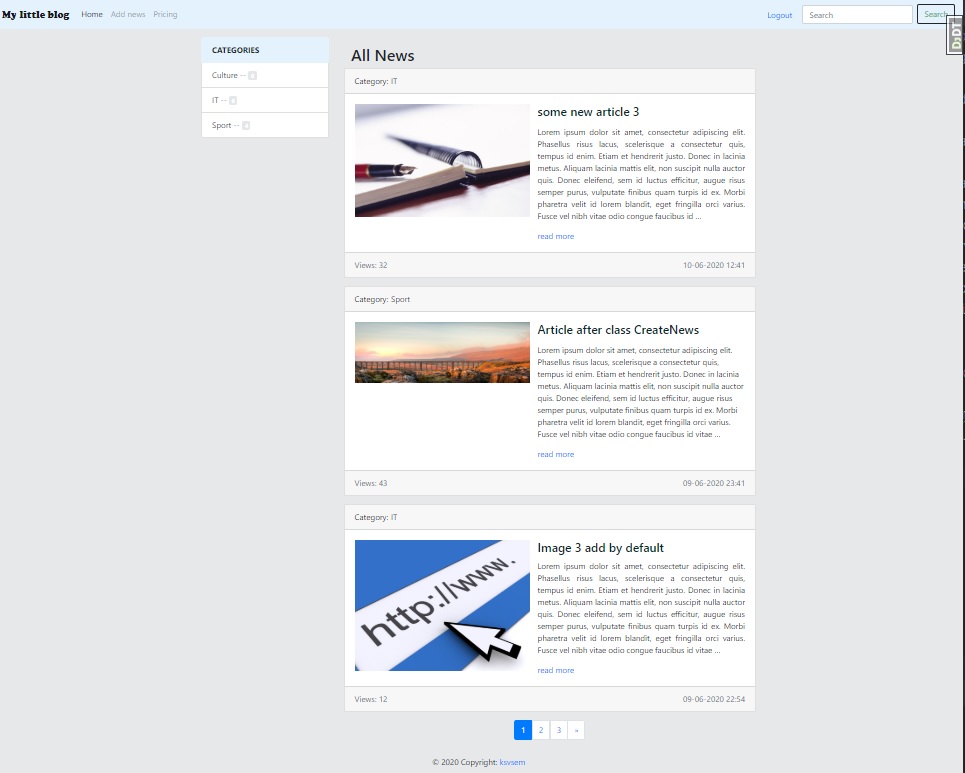 My little blog Home Add news Pricing Logout Search Search
DjDT
CATEGORIES
Culture --
IT --
Sport --
All News
Category: IT
some new article 3
Lorem ipsum dolor sit amet, consectetur adipiscing elit.
Phasellus risus lacus, scelerisque a consectetur quis,
tempus id enim. Etiam et hendrerit justo. Donec in lacinia
metus. Aliquam lacinia mattis elit, non suscipit nulla auctor
quis. Donec eleifend, sem id luctus efficitur, augue risus
semper purus, vulputate finibus quam turpis id ex. Morbi
pharetra velit id lorem blandit, eget fringilla orci varius.
Fusce vel nibh vitae odio congue faucibus id ...
read more
Views: 32 10-06-2020 12:41
Category: Sport
Article after class CreateNews
Lorem ipsum dolor sit amet, consectetur adipiscing elit.
Phasellus risus lacus, scelerisque a consectetur quis,
tempus id enim. Etiam et hendrerit justo. Donec in lacinia
metus. Aliquam lacinia mattis elit, non suscipit nulla auctor
quis. Donec eleifend, sem id luctus efficitur, augue risus
semper purus, vulputate finibus quam turpis id ex. Morbi
pharetra velit id lorem blandit, eget fringilla orci varius.
Fusce vel nibh vitae odio congue faucibus id vitae ...
read more
Views: 43 09-06-2020 23:41
Category: IT
Image 3 add by default
http://www.
Lorem ipsum dolor sit amet, consectetur adipiscing elit.
Phasellus risus lacus, scelerisque a consectetur quis,
tempus id enim. Etiam et hendrerit justo. Donec in lacinia
metus. Aliquam lacinia mattis elit, non suscipit nulla auctor
quis. Donec eleifend, sem id luctus efficitur, augue risus
semper purus, vulputate finibus quam turpis id ex. Morbi
pharetra velit id lorem blandit, eget fringilla orci varius.
Fusce vel nibh vitae odio congue faucibus id vitae ...
read more
Views: 12 09-06-2020 22:54
1 2 3 »
© 2020 Copyright: ksvsem